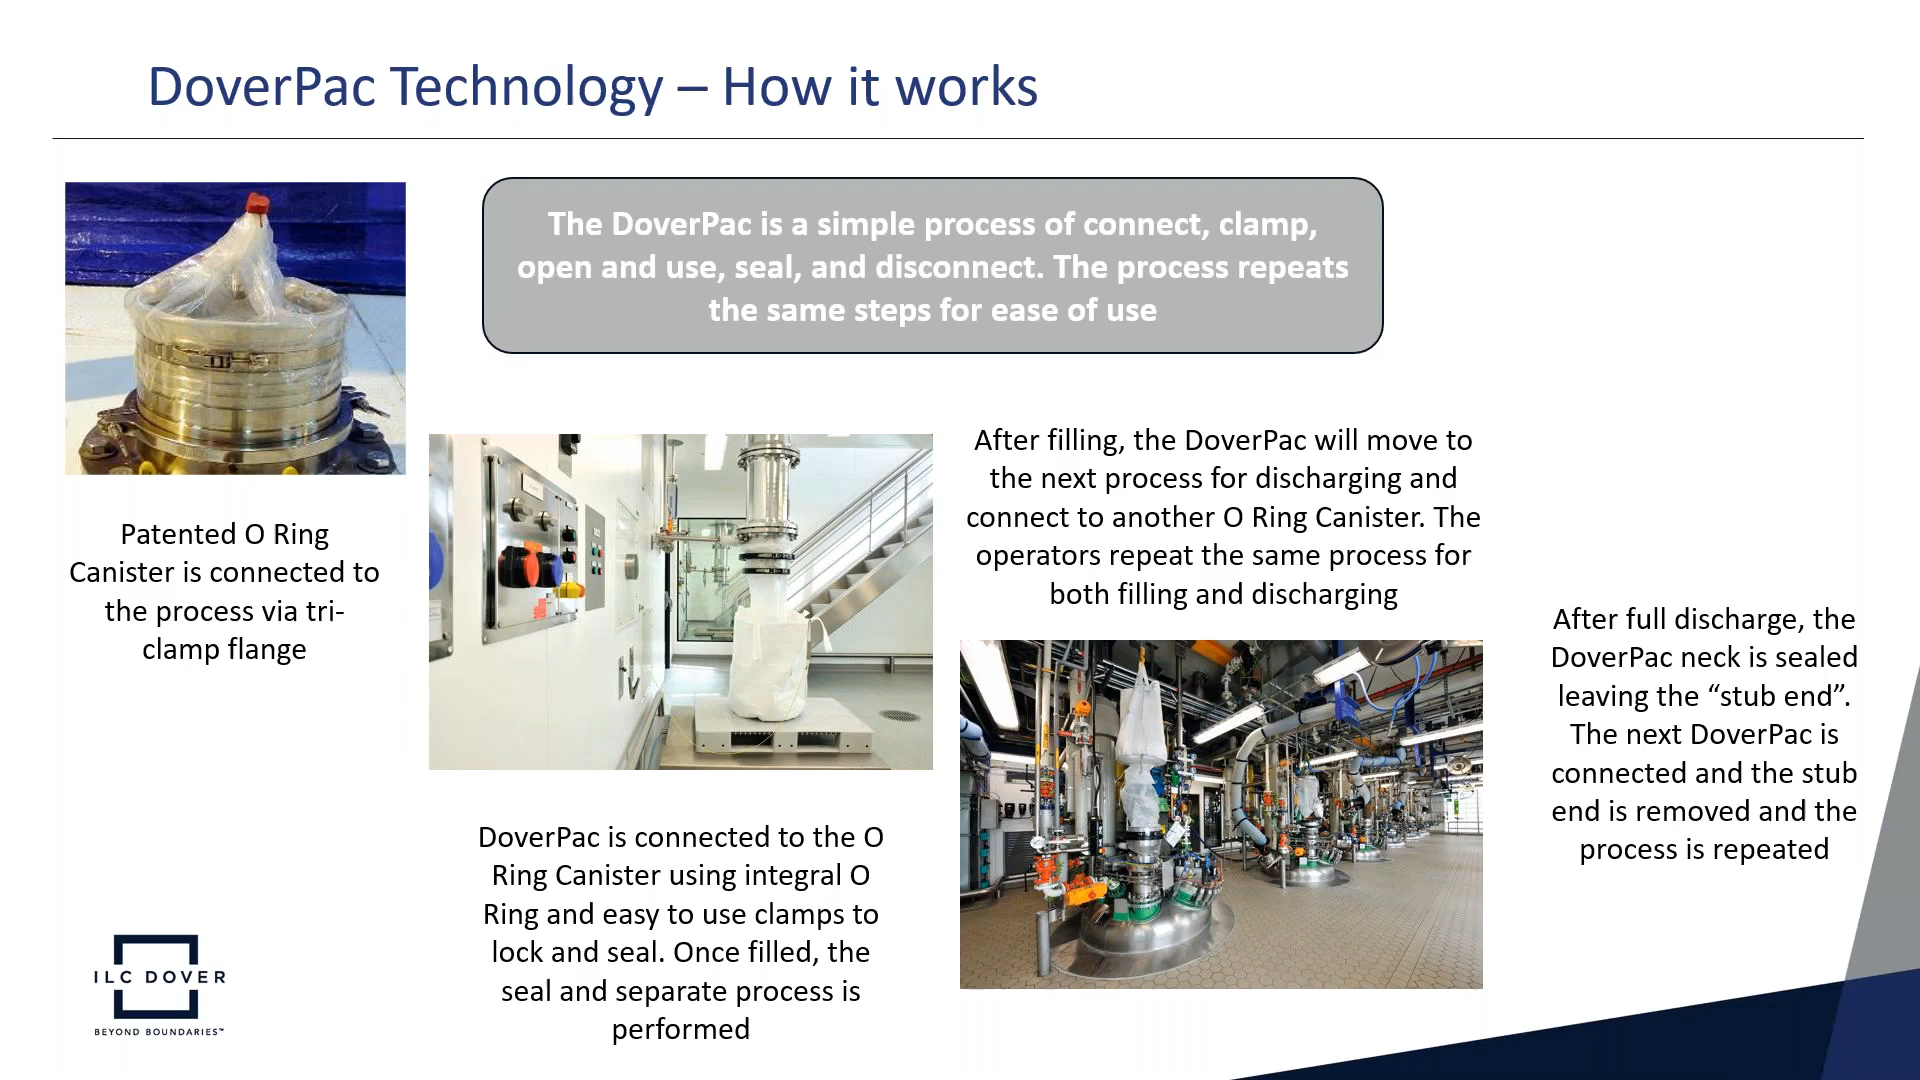 DoverPac Technology – How it works
The DoverPac is a simple process of connect, clamp,
open and use, seal, and disconnect. The process repeats
the same steps for ease of use
Patented O Ring
Canister is connected to
the process via tri-
clamp flange
DoverPac is connected to the O
Ring Canister using integral O
Ring and easy to use clamps to
lock and seal. Once filled, the
seal and separate process is
performed
After filling, the DoverPac will move to
the next process for discharging and
connect to another O Ring Canister. The
operators repeat the same process for
both filling and discharging
After full discharge, the
DoverPac neck is sealed
leaving the “stub end”.
The next DoverPac is
connected and the stub
end is removed and the
process is repeated
ILC DOVER
BEYOND BOUNDARIES™